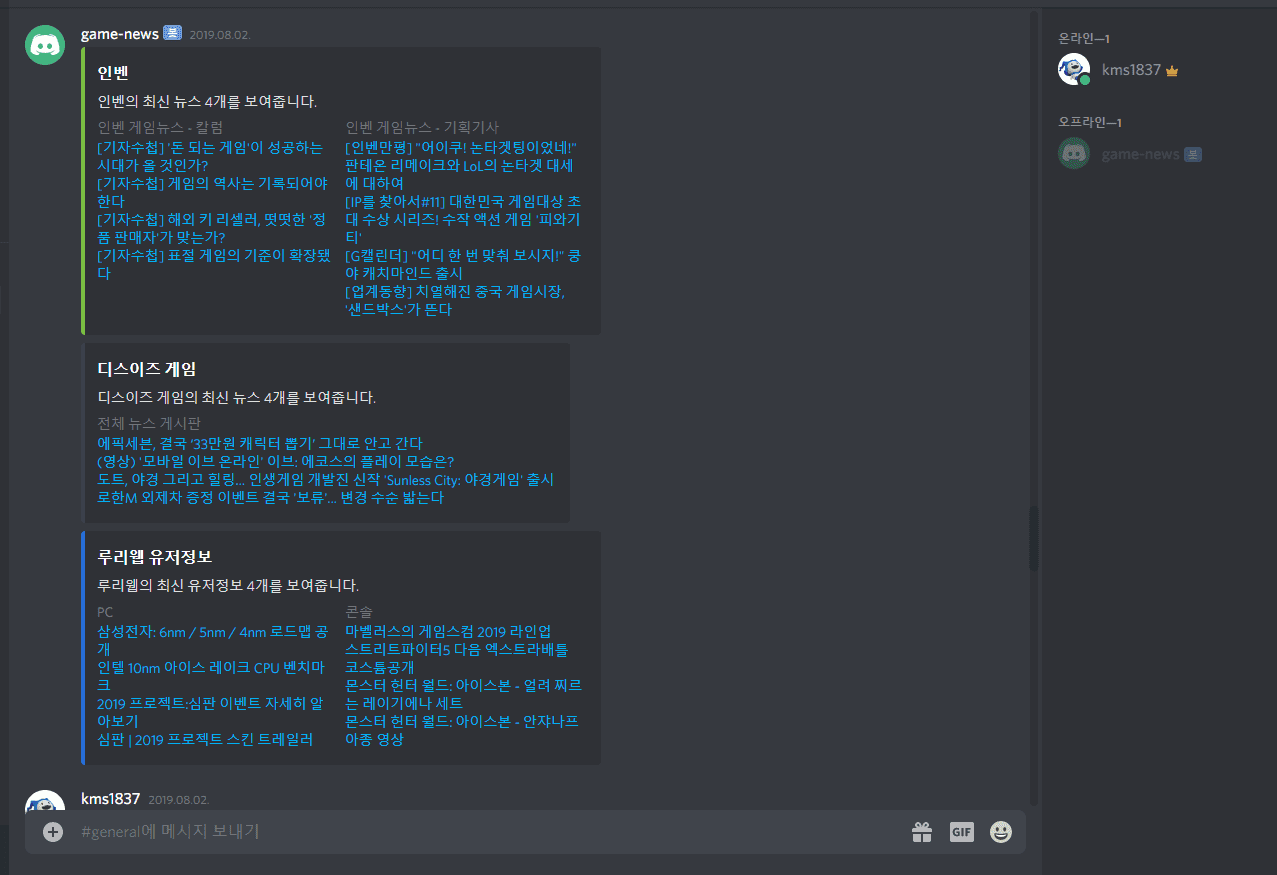 game-news 봇 2019.08.02.
인벤
인벤의 최신 뉴스 4개를 보여줍니다.
인벤 게임뉴스 - 칼럼
[기자수첩] '돈 되는 게임'이 성공하는
시대가 올 것인가?
[기자수첩] 게임의 역사는 기록되어야
한다
[기자수첩] 해외 키 리셀러, 떳떳한 '정
품 판매자'가 맞는가?
[기자수첩] 표절 게임의 기준이 확장됐
다
인벤 게임뉴스 - 기획기사
[인벤만평] "어이쿠! 논타겟팅이었네!"
판테온 리메이크와 LoL의 논타겟 대세
에 대하여
[IP를 찾아서#11] 대한민국 게임대상 초
대 수상 시리즈! 수작 액션 게임 '피와기
티'
[G캘린더] "어디 한 번 맞춰 보시지!" 쿵
야 캐치마인드 출시
[업계동향] 치열해진 중국 게임시장,
'샌드박스'가 뜬다
디스이즈 게임
디스이즈 게임의 최신 뉴스 4개를 보여줍니다.
전체 뉴스 게시판
에픽세븐, 결국 '33만원 캐릭터 뽑기' 그대로 안고 간다
(영상) '모바일 이브 온라인' 이브: 에코스의 플레이 모습은?
도트, 야경 그리고 힐링... 인생게임 개발진 신작 'Sunless City: 야경게임' 출시
로한M 외제차 증정 이벤트 결국 '보류'... 변경 수순 밟는다
루리웹 유저정보
루리웰의 최신 유저정보 4개를 보여줍니다.
PC
삼성전자: 6nm / 5nm / 4nm 로드맵 공
개
인텔 10nm 아이스 레이크 CPU 벤치마
크
2019 프로젝트:심판 이벤트 자세히 알
아보기
심판 | 2019 프로젝트 스킨 트레일러
콘솔
마벨러스의 게임스컴 2019 라인업
스트리트파이터5 다음 엑스트라배틀
코스튬공개
몬스터 헌터 월드: 아이스본 - 얼려 찌르
는 레이기에나 세트
몬스터 헌터 월드: 아이스본 - 안쟈나프
아종 영상
kms1837 2019.08.02.
#general에 메시지 보내기
GIF
온라인—1
kms1837
오프라인—1
game-news 봇